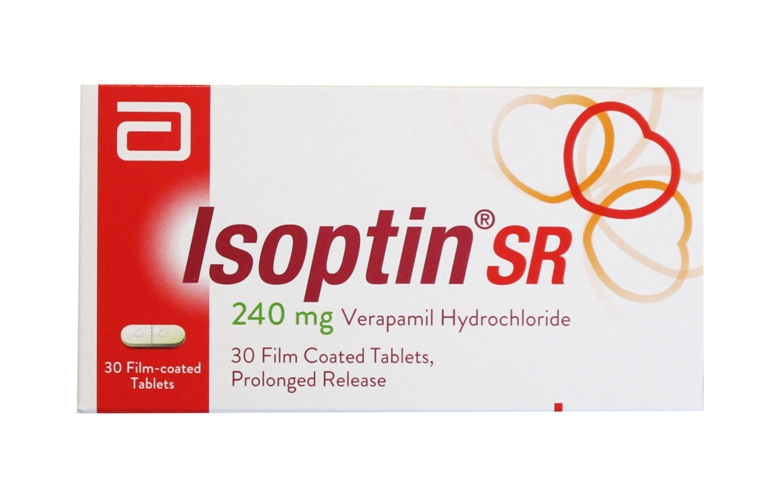 Isoptin® SR
240 mg Verapamil Hydrochloride
30 Film Coated Tablets,
Prolonged Release
30 Film-coated
Tablets